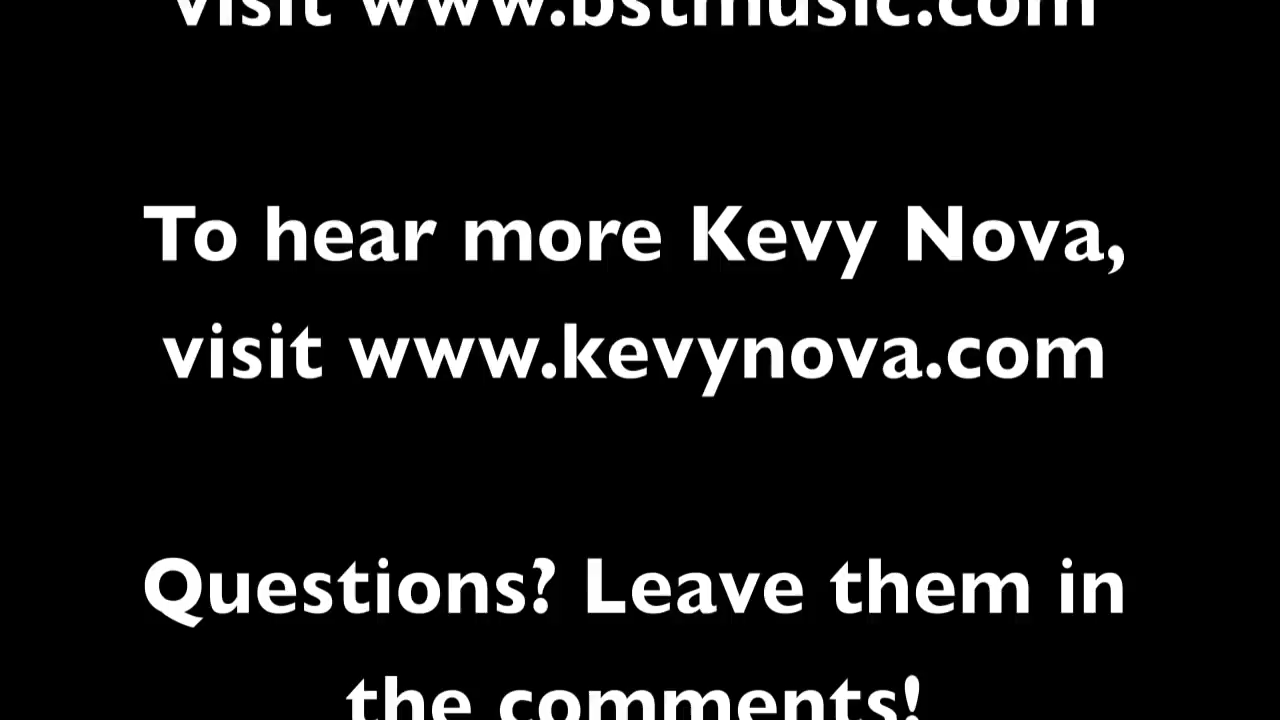 visit www.bstmusic.com
To hear more Kevy Nova,
visit www.kevynova.com
Questions? Leave them in
the comments!